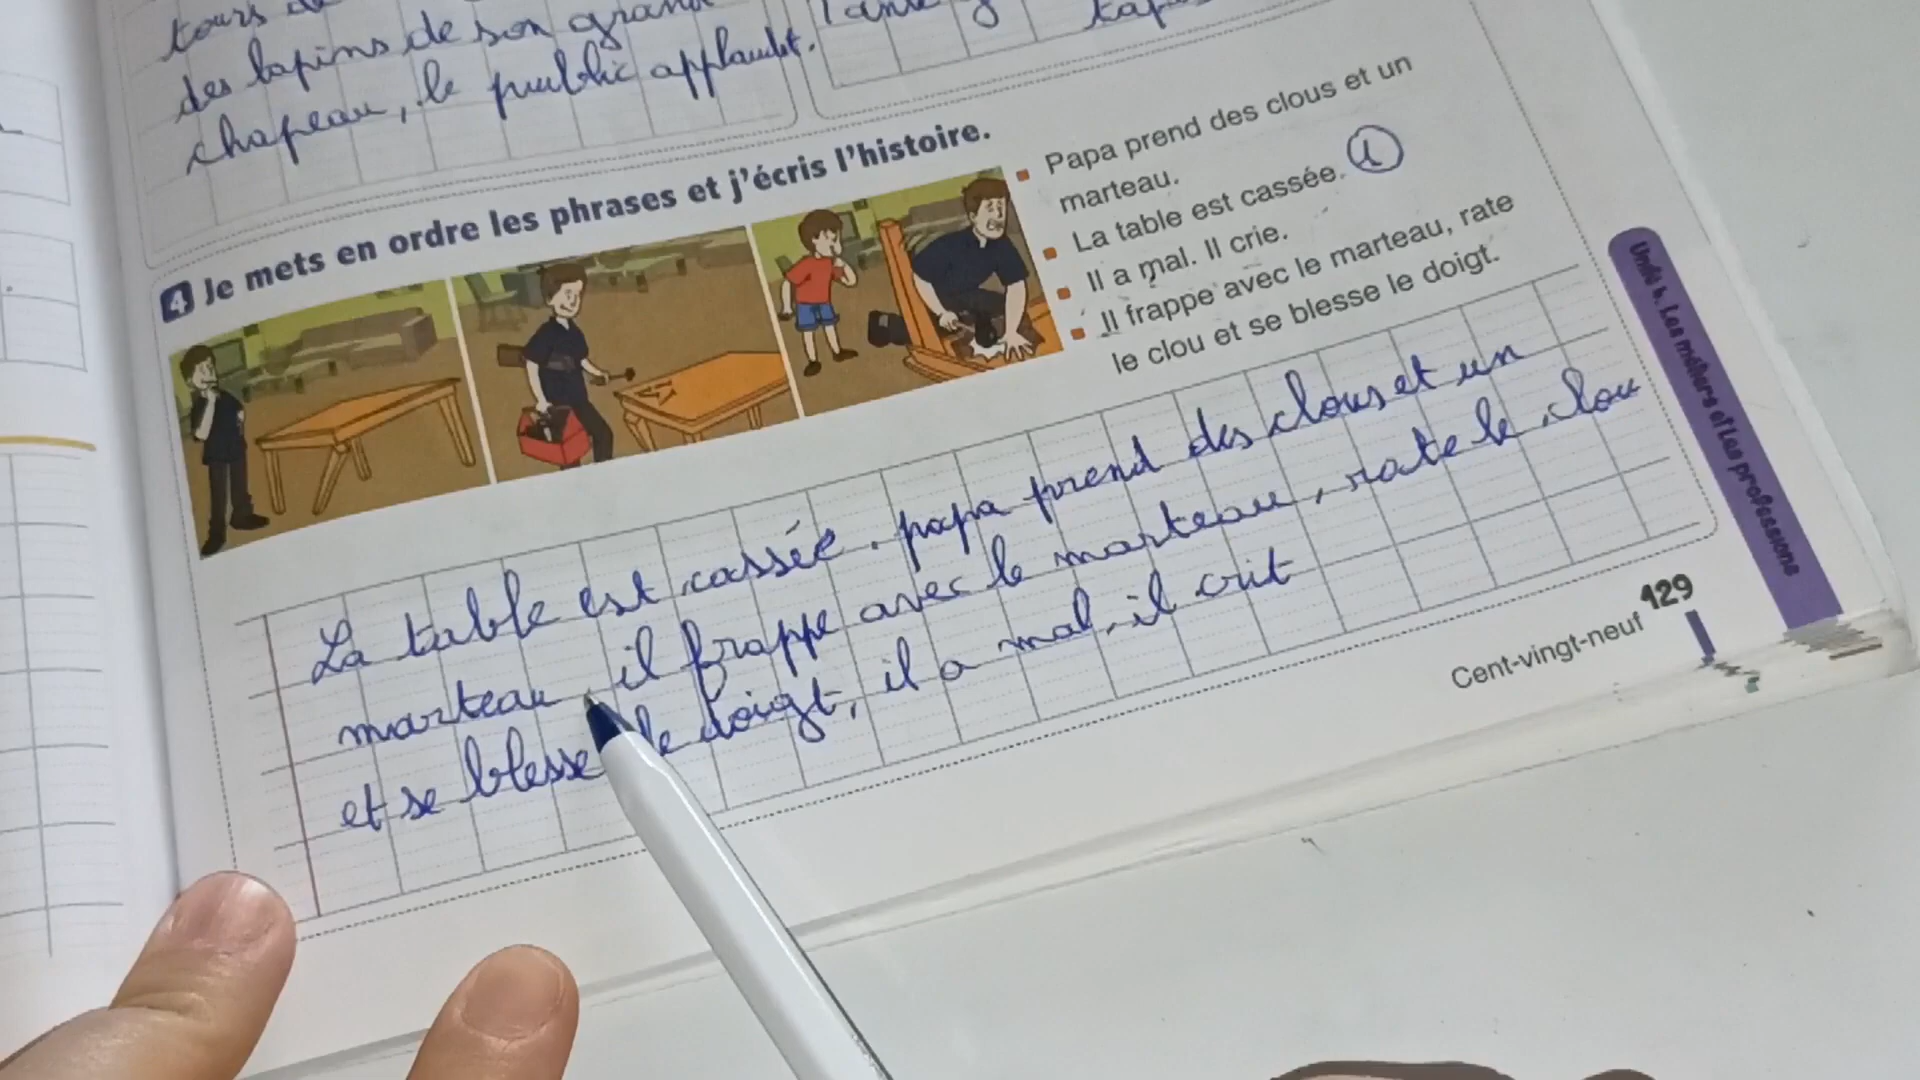 tours
des lapins de son grand
chapeau, le public applaudit.
4 Je mets en ordre les phrases et j'écris l'histoire.
Papa prend des clous et un
marteau.
La table est cassée. 1
Il a mal. Il crie.
Il frappe avec le marteau, rate
le clou et se blesse le doigt.
La table est cassée. papa prend des clous et un
marteau, il frappe avec le marteau, rate le clou
et se blesse le doigt, il a mal, il crit
Cent-vingt-neuf 129
Les métiers et les professions